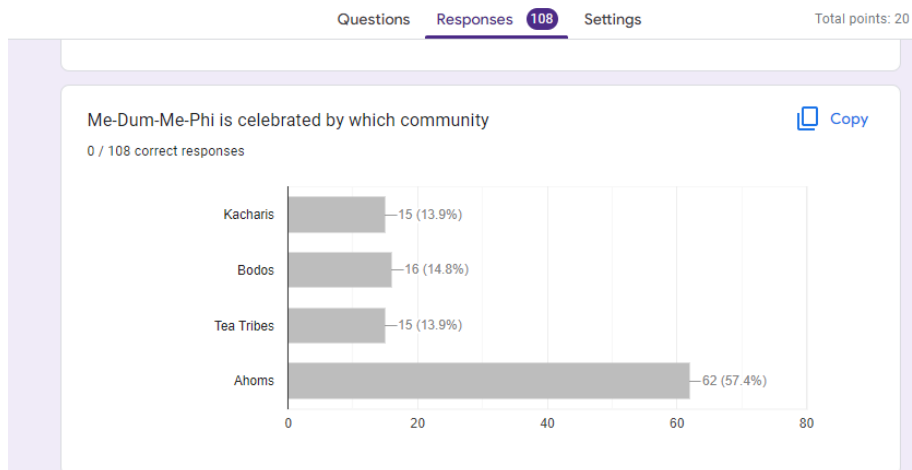 Questions Responses 108 Settings Total points: 20
Me-Dum-Me-Phi is celebrated by which community
Copy
0 / 108 correct responses
Kacharis 15 (13.9%)
Bodos 16 (14.8%)
Tea Tribes 15 (13.9%)
Ahoms 62 (57.4%)
0 20 40 60 80